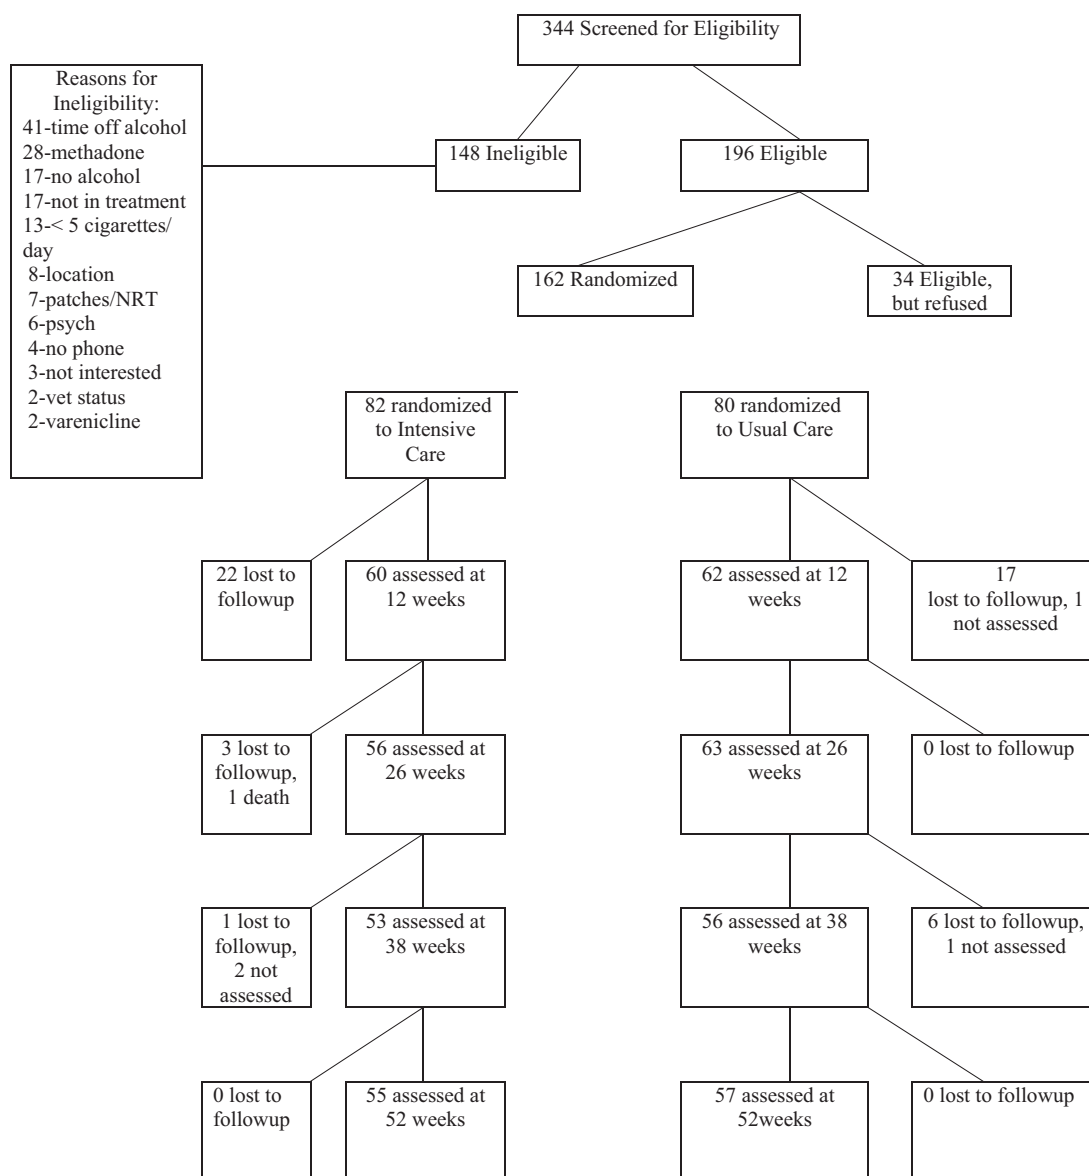 344 Screened for Eligibility
Reasons for
Ineligibility:
41-time off alcohol
28-methadone
17-no alcohol
17-not in treatment
13-< 5 cigarettes/
day
8-location
7-patches/NRT
6-psych
4-no phone
3-not interested
2-vet status
2-varenicline
148 Ineligible
196 Eligible
162 Randomized
34 Eligible,
but refused
82 randomized
to Intensive
Care
80 randomized
to Usual Care
22 lost to
followup
60 assessed at
12 weeks
62 assessed at 12
weeks
17
lost to followup, 1
not assessed
3 lost to
followup,
1 death
56 assessed at
26 weeks
63 assessed at 26
weeks
0 lost to followup
1 lost to
followup,
2 not
assessed
53 assessed at
38 weeks
56 assessed at 38
weeks
6 lost to followup,
1 not assessed
0 lost to
followup
55 assessed at
52 weeks
57 assessed at
52weeks
0 lost to followup